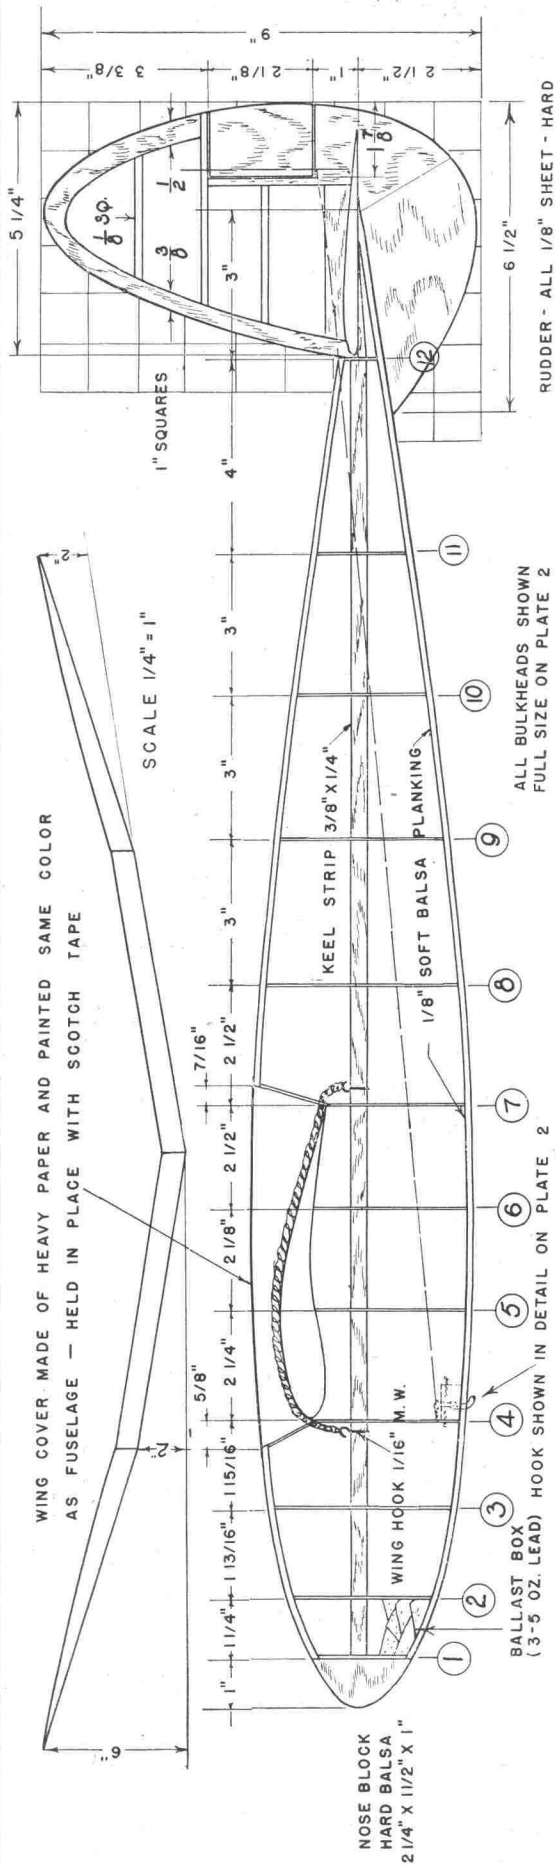 WING COVER MADE OF HEAVY PAPER AND PAINTED SAME COLOR
AS FUSELAGE — HELD IN PLACE WITH SCOTCH TAPE
6"
2"
2"
SCALE 1/4" = 1"
5 1/4"
1" SQUARES
9"
3 3/8"
2 1/8"
1"
2 1/2"
1/8 SQ.
3/8
1/2
3"
1 7/8
6 1/2"
RUDDER - ALL 1/8" SHEET - HARD
1"
1 1/4"
1 13/16"
1 15/16"
5/8"
2 1/4"
2 1/8"
2 1/2"
7/16"
2 1/2"
3"
3"
3"
4"
KEEL STRIP 3/8" X 1/4"
WING HOOK 1/16" M.W.
1/8" SOFT BALSA PLANKING
1
2
3
4
5
6
7
8
9
10
11
12
NOSE BLOCK
HARD BALSA
2 1/4" X 1 1/2" X 1"
BALLAST BOX
(3-5 OZ. LEAD)
HOOK SHOWN IN DETAIL ON PLATE 2
ALL BULKHEADS SHOWN
FULL SIZE ON PLATE 2